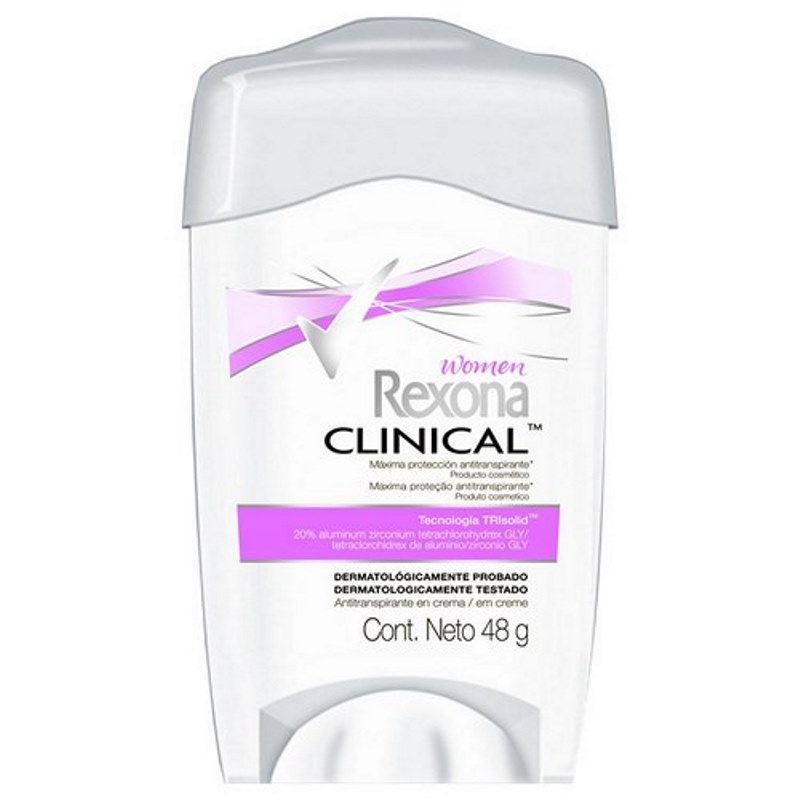 women
Rexona
CLINICAL™
Máxima protección antitranspirante*
Producto cosmético
Maxima proteção antitranspirante*
Produto cosmetico
Tecnología TRIsolid™
20% aluminum zirconium tetrachlorohydrex GLY/
tetraclorohidrex de aluminio/zirconio GLY
DERMATOLÓGICAMENTE PROBADO
DERMATOLOGICAMENTE TESTADO
Antitranspirante en crema / em creme
Cont. Neto 48 g